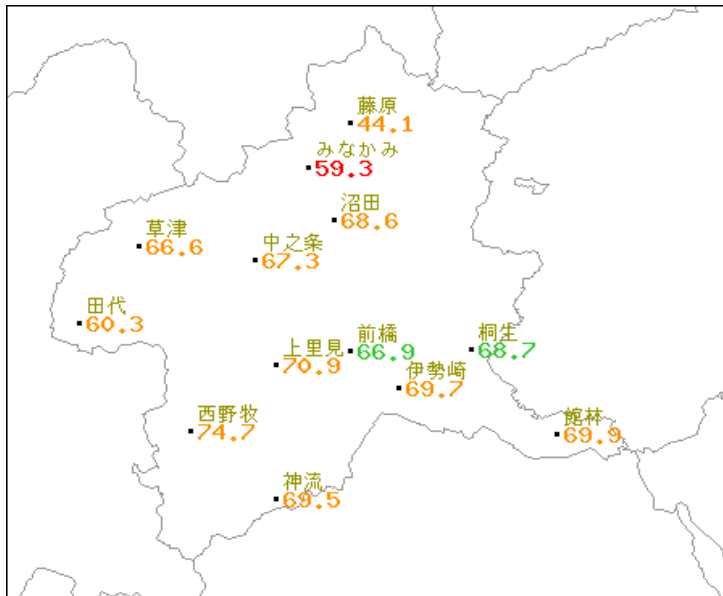 藤原
44.1
みなかみ
59.3
沼田
68.6
草津
66.6
中之条
67.3
田代
60.3
上里見
70.9
前橋
66.9
桐生
68.7
伊勢崎
69.7
西野牧
74.7
館林
69.9
神流
69.5